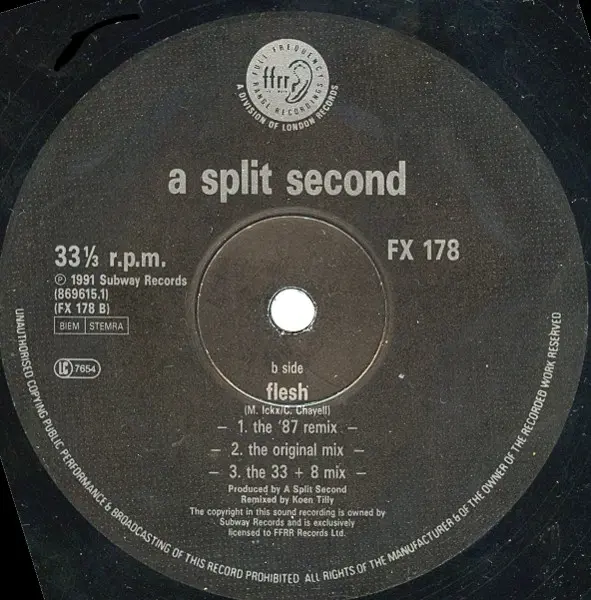 FULL FREQUENCY
ffrr
RANGE RECORDINGS
A DIVISION OF LONDON RECORDS
a split second
33⅓ r.p.m.
FX 178
℗ 1991 Subway Records
(869615.1)
(FX 178 B)
BIEM STEMRA
LC 7654
b side
flesh
(M. Ickx/C. Chayell)
– 1. the '87 remix –
– 2. the original mix –
– 3. the 33 + 8 mix –
Produced by A Split Second
Remixed by Koen Tilly
The copyright in this sound recording is owned by
Subway Records and is exclusively
licensed to FFRR Records Ltd.
UNAUTHORISED COPYING PUBLIC PERFORMANCE & BROADCASTING OF THIS RECORD PROHIBITED ALL RIGHTS OF THE MANUFACTURER & OF THE OWNER OF THE RECORDED WORK RESERVED